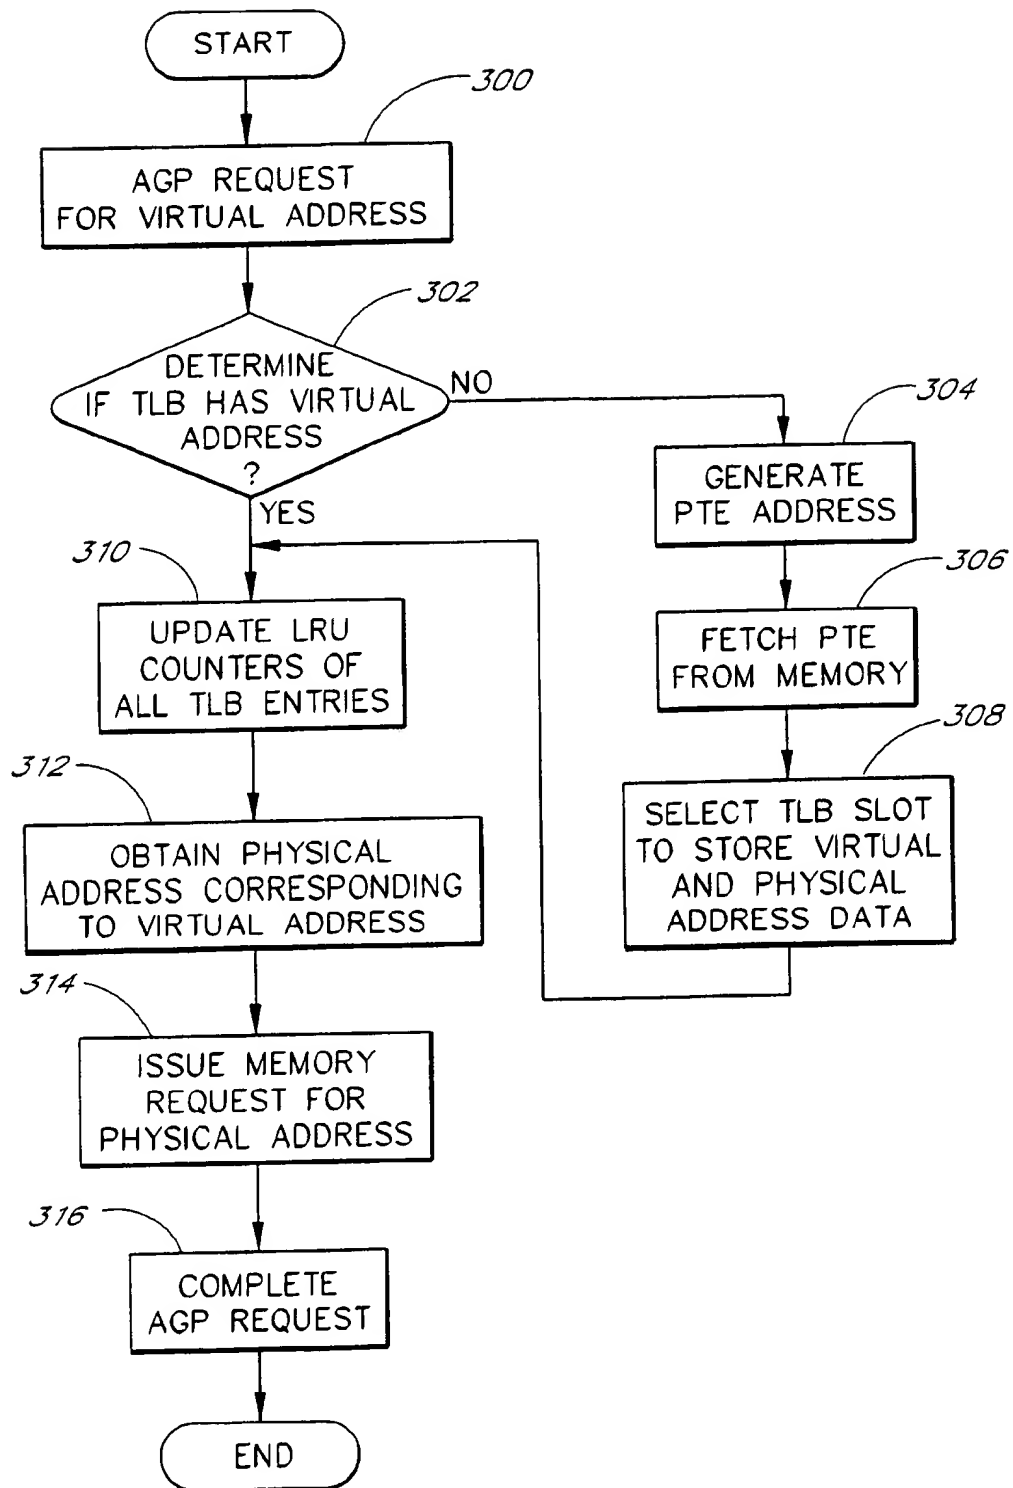 START
300
AGP REQUEST
FOR VIRTUAL ADDRESS
302
DETERMINE
IF TLB HAS VIRTUAL
ADDRESS
?
NO
YES
304
GENERATE
PTE ADDRESS
306
FETCH PTE
FROM MEMORY
308
SELECT TLB SLOT
TO STORE VIRTUAL
AND PHYSICAL
ADDRESS DATA
310
UPDATE LRU
COUNTERS OF
ALL TLB ENTRIES
312
OBTAIN PHYSICAL
ADDRESS CORRESPONDING
TO VIRTUAL ADDRESS
314
ISSUE MEMORY
REQUEST FOR
PHYSICAL ADDRESS
316
COMPLETE
AGP REQUEST
END